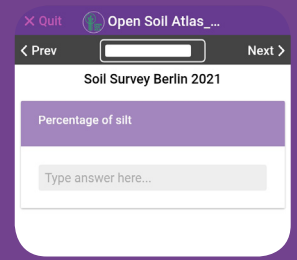 × Quit Open Soil Atlas_...
< Prev Next >
Soil Survey Berlin 2021
Percentage of silt
Type answer here...